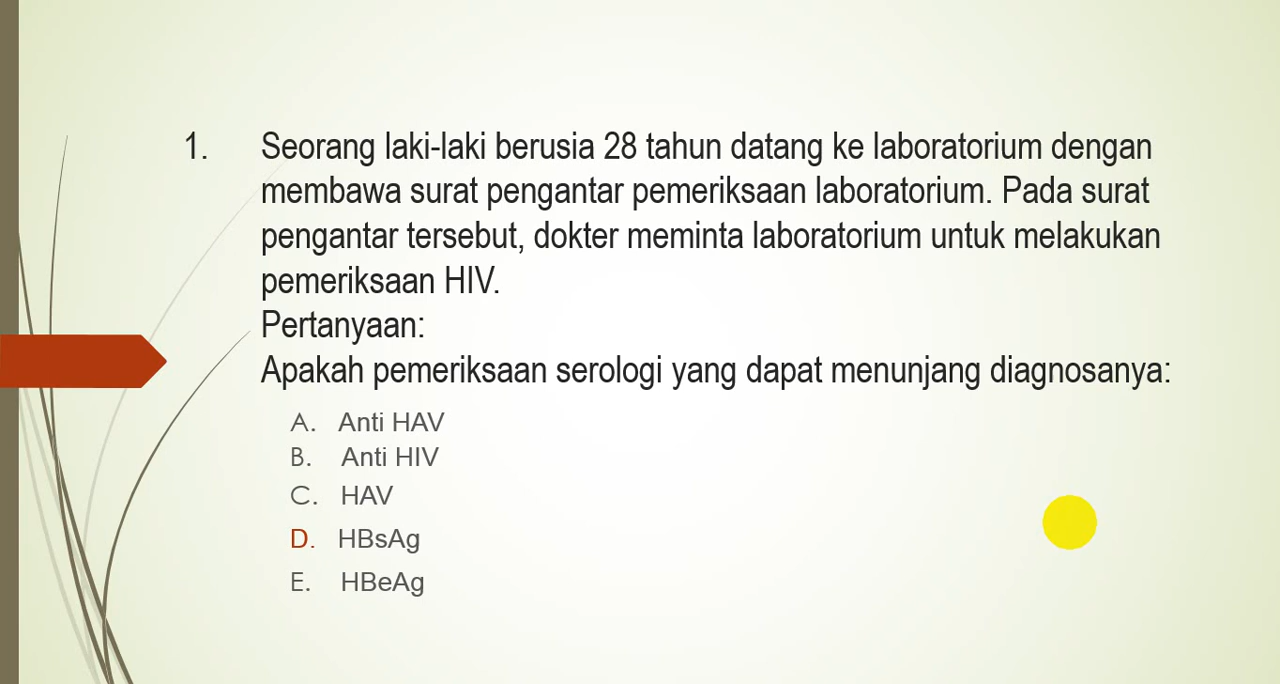 1. Seorang laki-laki berusia 28 tahun datang ke laboratorium dengan
membawa surat pengantar pemeriksaan laboratorium. Pada surat
pengantar tersebut, dokter meminta laboratorium untuk melakukan
pemeriksaan HIV.
Pertanyaan:
Apakah pemeriksaan serologi yang dapat menunjang diagnosanya:
A. Anti HAV
B. Anti HIV
C. HAV
D. HBsAg
E. HBeAg